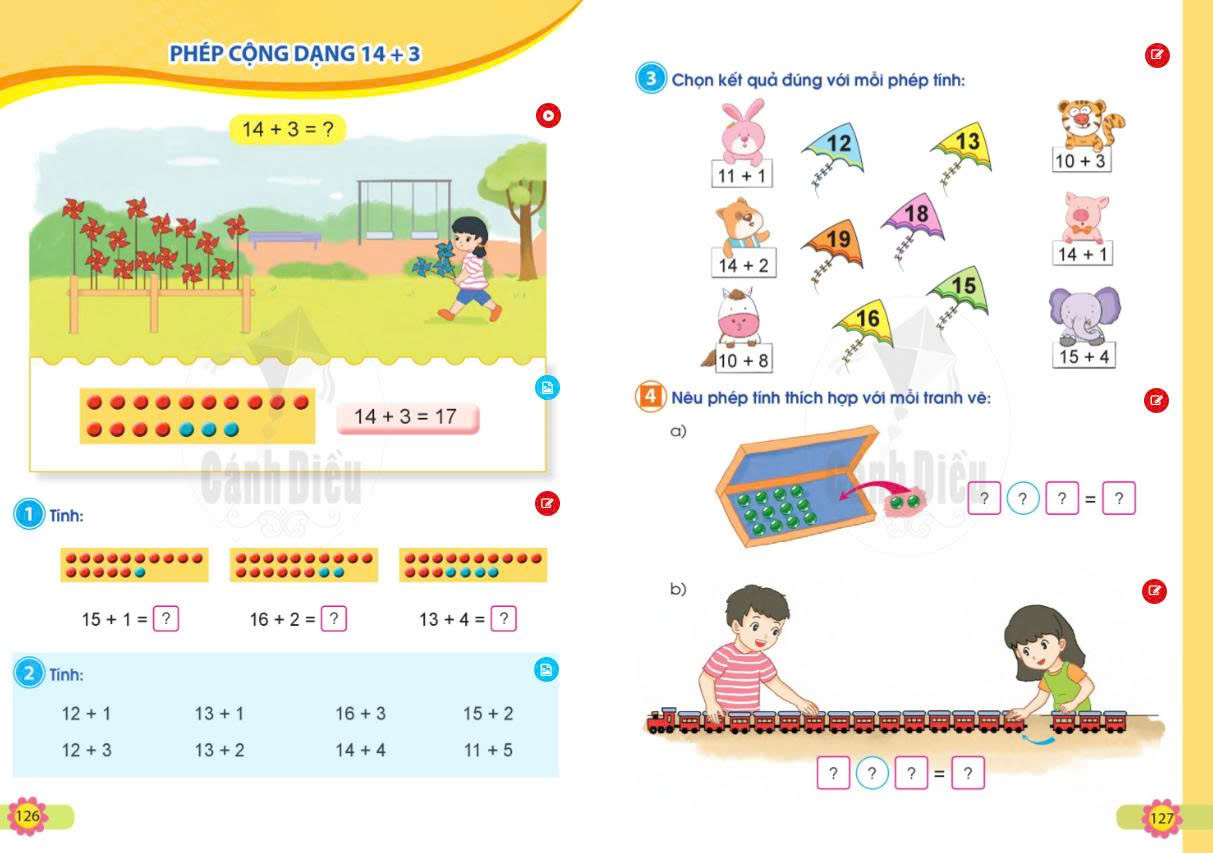 PHÉP CỘNG DẠNG 14 + 3
14 + 3 = ?
14 + 3 = 17
Cánh Diều
1 Tính:
15 + 1 = ?
16 + 2 = ?
13 + 4 = ?
2 Tính:
12 + 1
13 + 1
16 + 3
15 + 2
12 + 3
13 + 2
14 + 4
11 + 5
126
3 Chọn kết quả đúng với mỗi phép tính:
11 + 1
14 + 2
10 + 8
12
13
18
19
15
16
10 + 3
14 + 1
15 + 4
4 Nêu phép tính thích hợp với mỗi tranh vẽ:
a)
? ? ? = ?
Cánh Diều
b)
? ? ? = ?
127